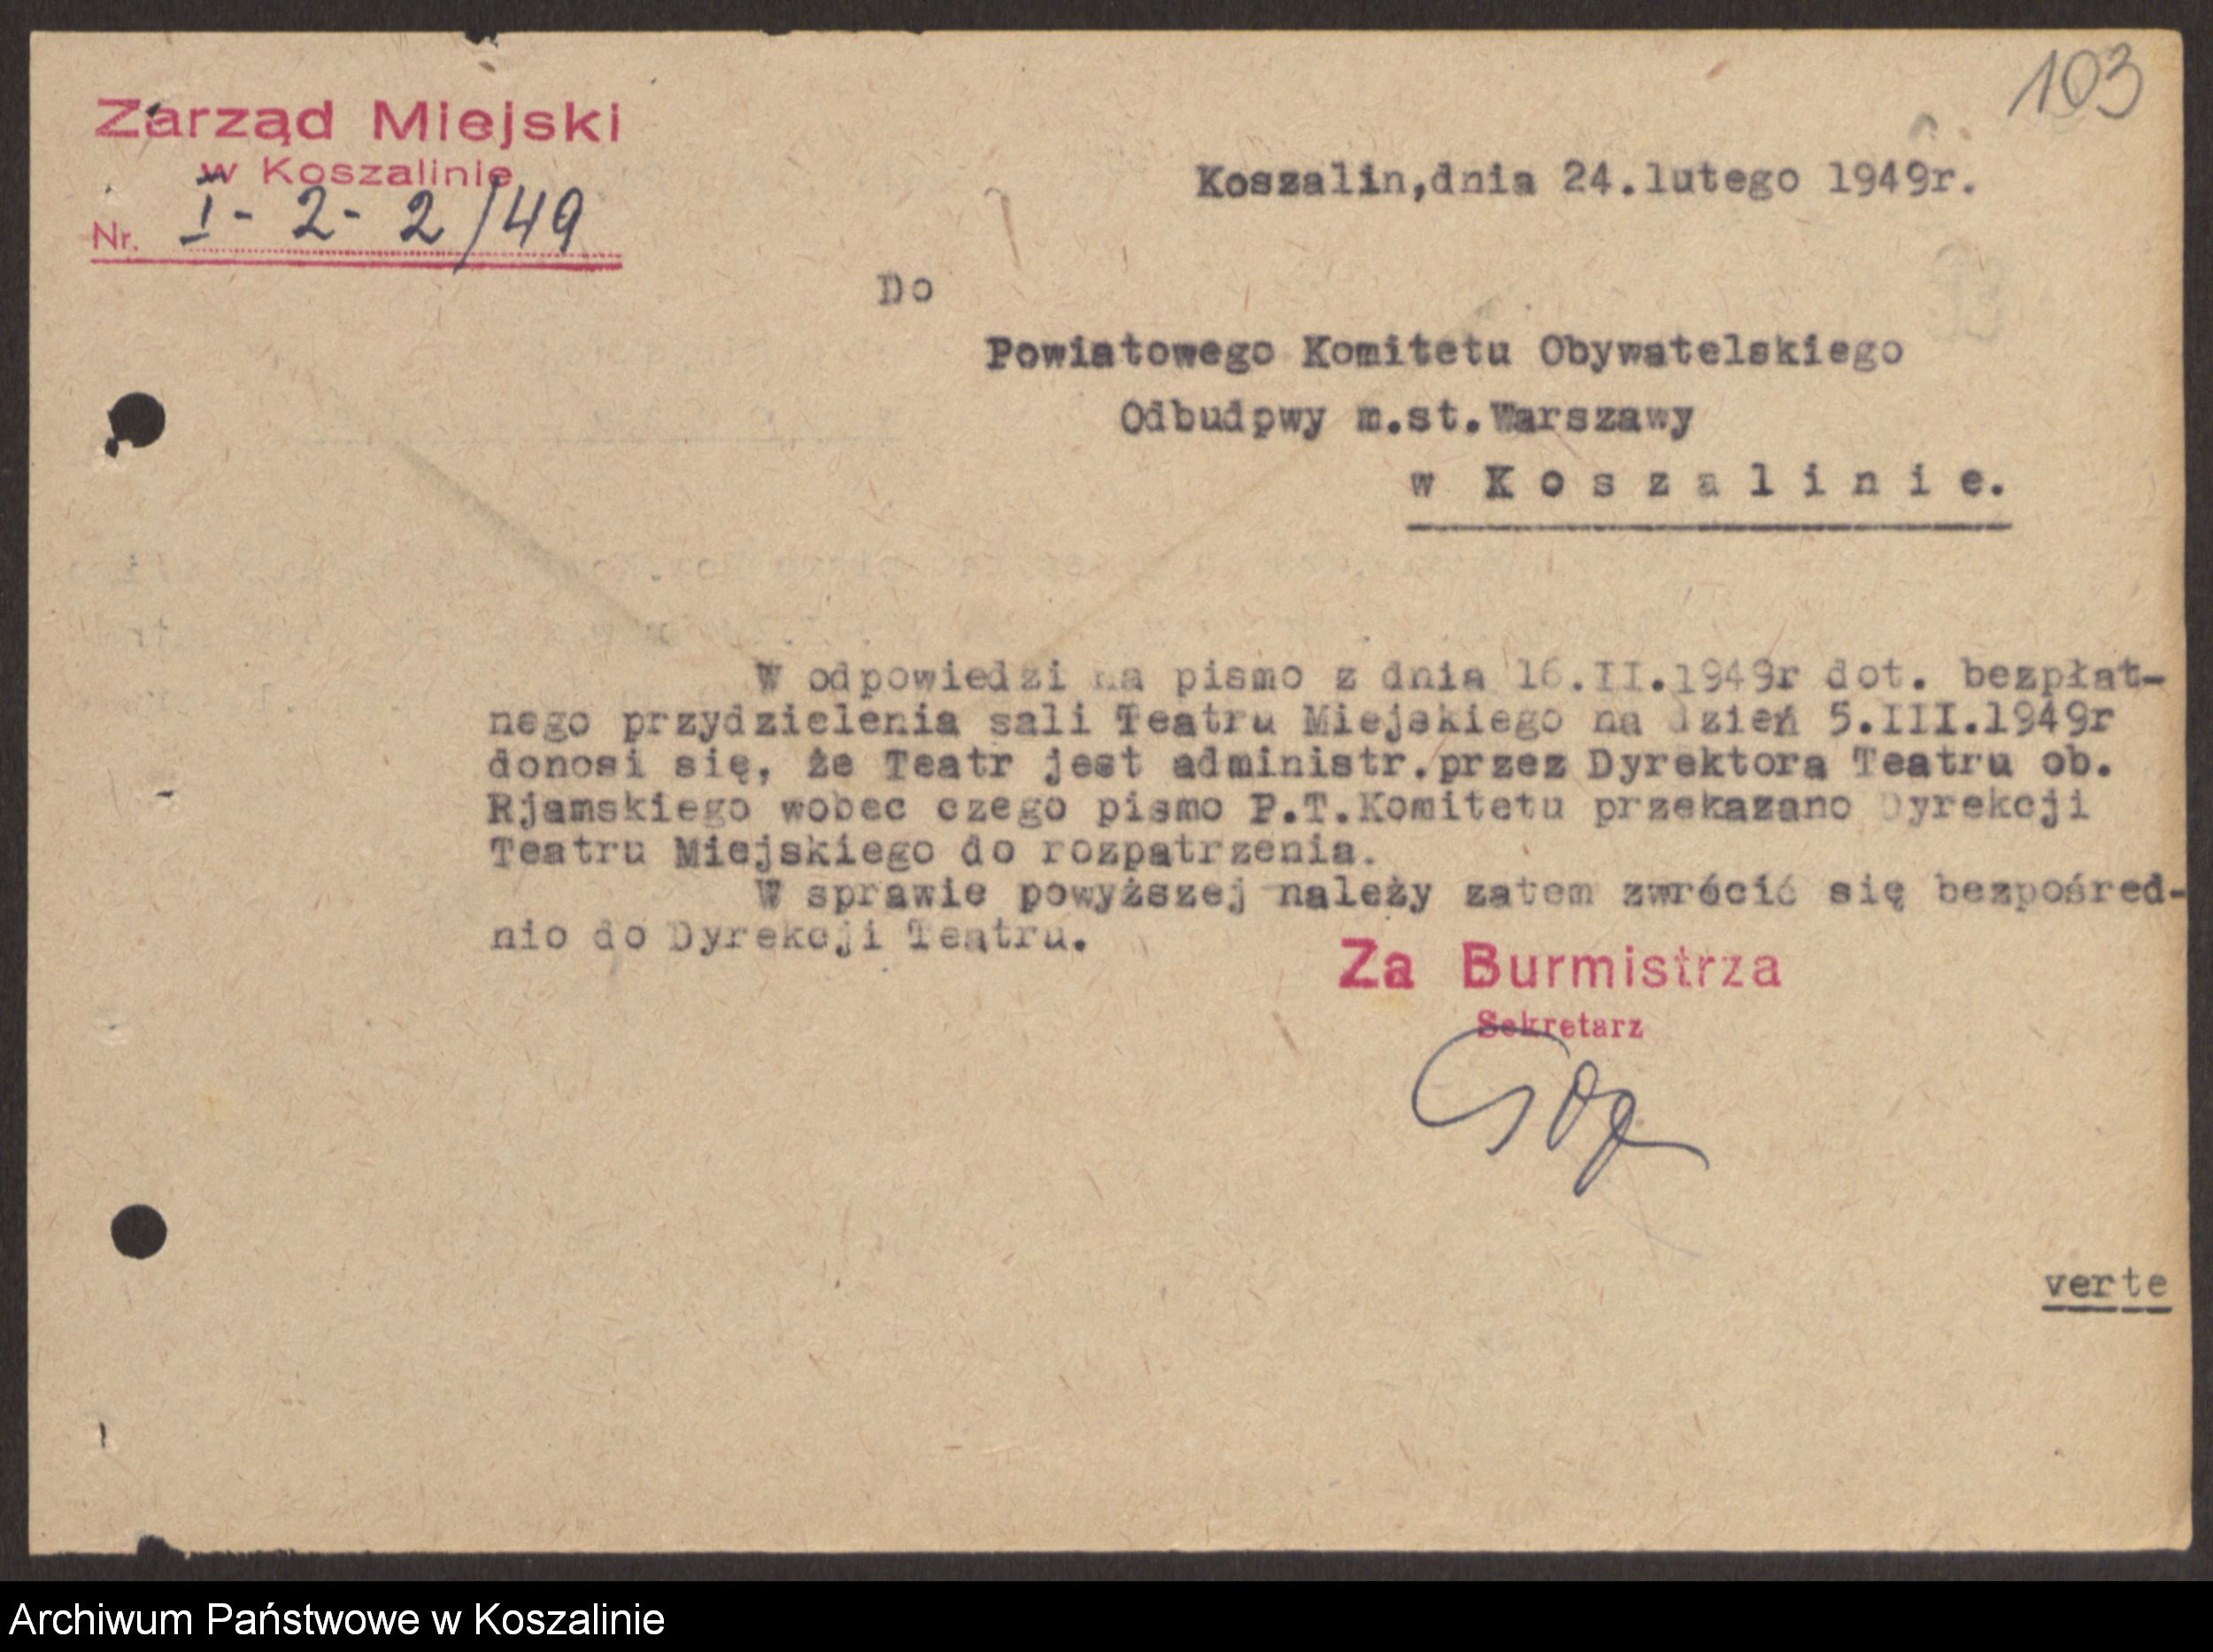 103
Zarząd Miejski
w Koszalinie
Nr. I-2-2/49
Koszalin,dnia 24.lutego 1949r.
Do
Powiatowego Komitetu Obywatelskiego
Odbudpwy m.st.Warszawy
w K o s z a l i n i e.
W odpowiedzi na pismo z dnia 16.II.1949r dot. bezpłat-
nego przydzielenia sali Teatru Miejskiego na dzień 5.III.1949r
donosi się, że Teatr jest administr.przez Dyrektora Teatru ob.
Rjamskiego wobec czego pismo P.T.Komitetu przekazano Dyrekcji
Teatru Miejskiego do rozpatrzenia.
W sprawie powyższej należy zatem zwrócić się bezpośred-
nio do Dyrekcji Teatru.
Za Burmistrza
Sekretarz
verte
Archiwum Państwowe w Koszalinie